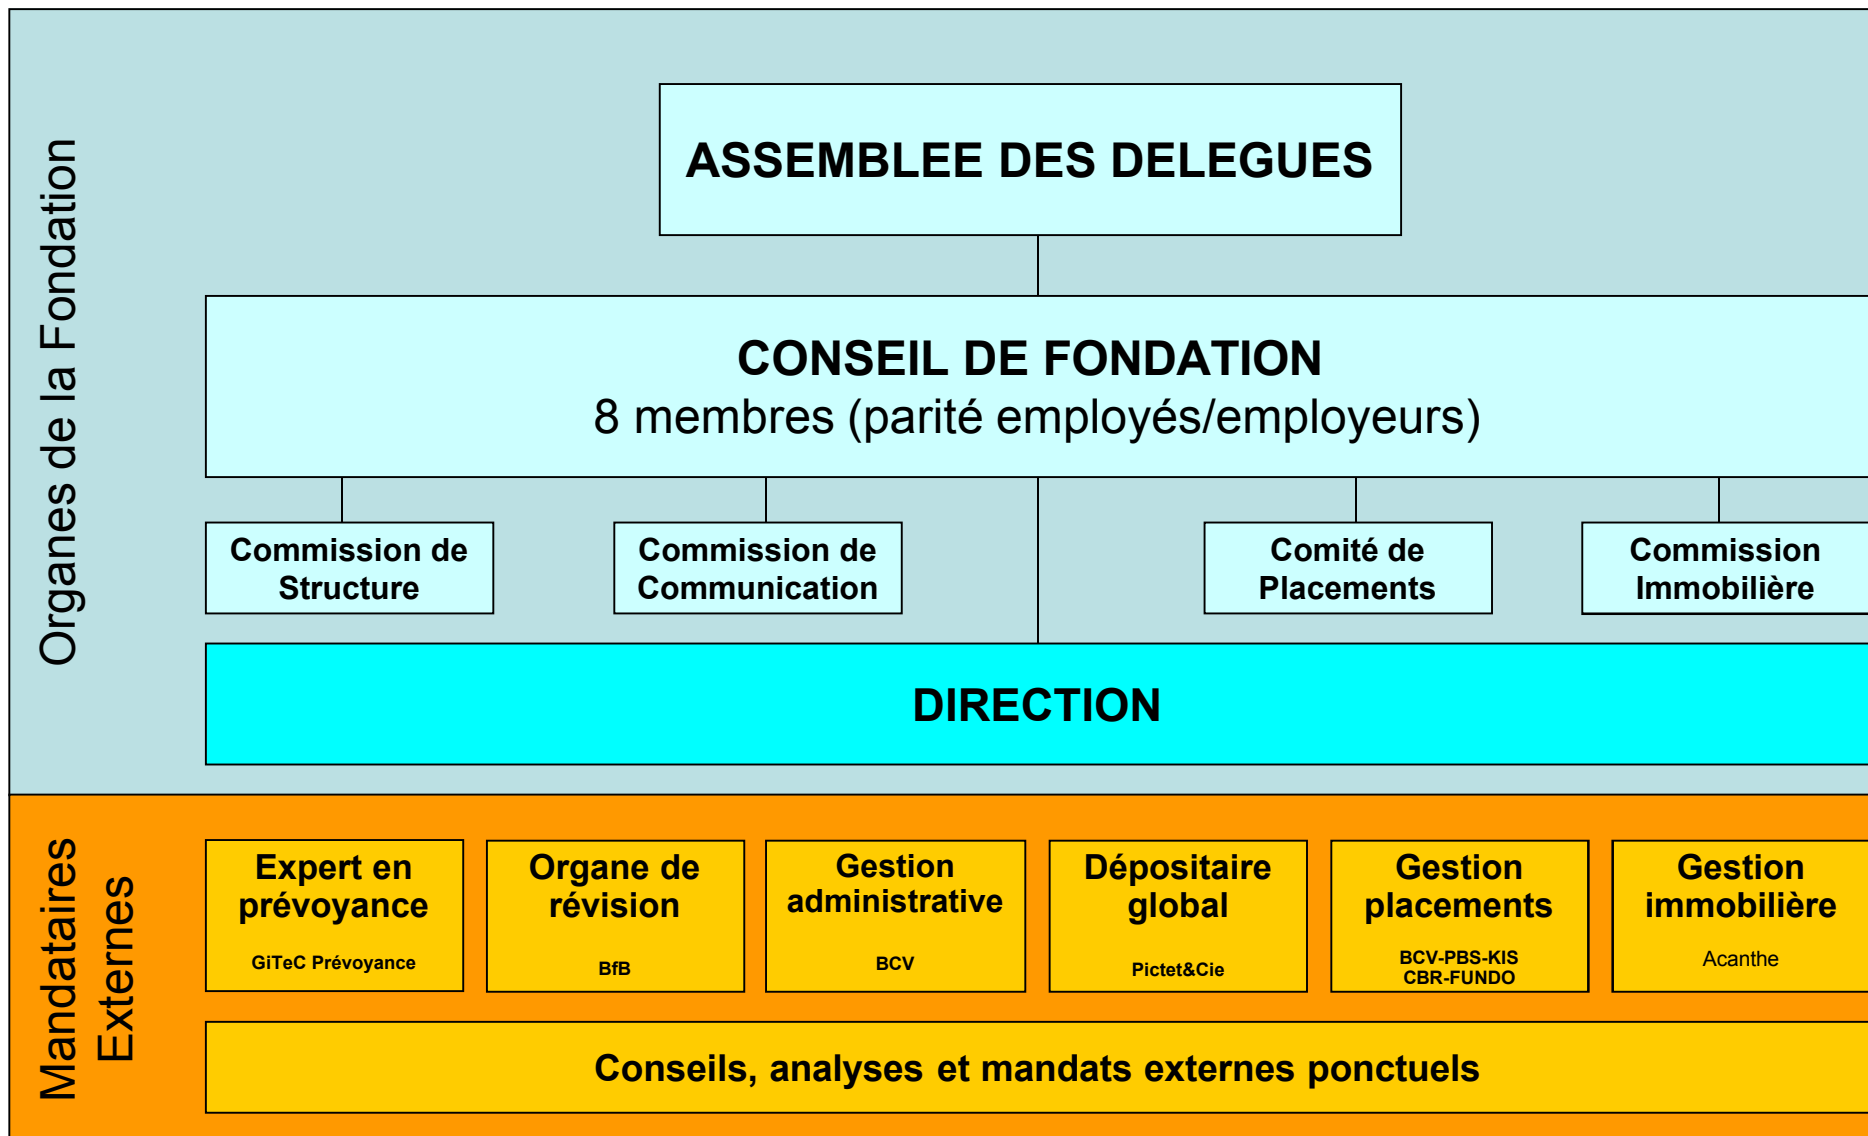 Organes de la Fondation
ASSEMBLEE DES DELEGUES
CONSEIL DE FONDATION
8 membres (parité employés/employeurs)
Commission de
Structure
Commission de
Communication
Comité de
Placements
Commission
Immobilière
DIRECTION
Mandataires
Externes
Expert en
prévoyance
GiTeC Prévoyance
Organe de
révision
BfB
Gestion
administrative
BCV
Dépositaire
global
Pictet&Cie
Gestion
placements
BCV-PBS-KIS
CBR-FUNDO
Gestion
immobilière
Acanthe
Conseils, analyses et mandats externes ponctuels